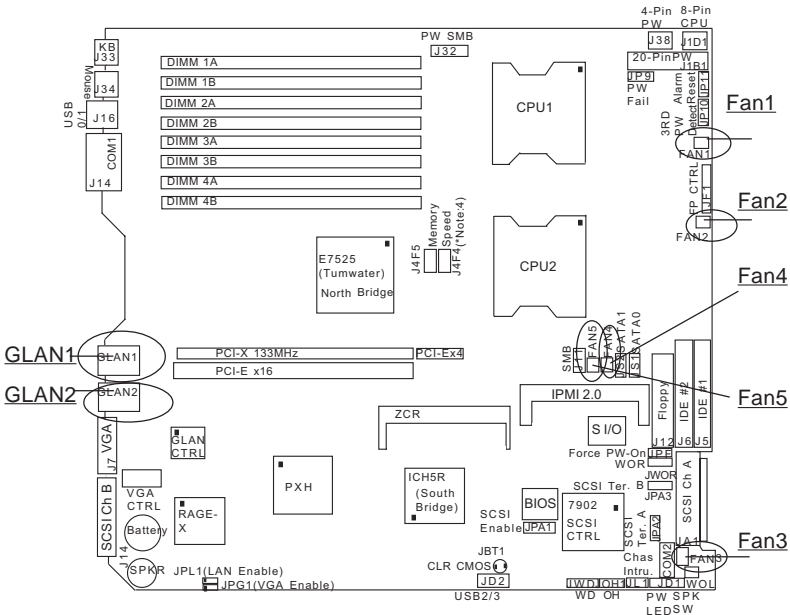 4-Pin
PW
8-Pin
CPU
PW SMB
J32
J38
J1D1
KB
J33
Mouse
J34
USB
0/1
J16
COM1
J14
DIMM 1A
DIMM 1B
DIMM 2A
DIMM 2B
DIMM 3A
DIMM 3B
DIMM 4A
DIMM 4B
CPU1
20-PinPW
J1B1
JP9
PW
Fail
Alarm
Reset
JP11
3RD
PW
Detect
JP10
Fan1
FAN1
FP CTRL
JF1
Fan2
FAN2
E7525
(Tumwater)
North Bridge
J4F5
Memory
Speed
J4F4(*Note:4)
CPU2
Fan4
GLAN1
GLAN1
GLAN2
GLAN2
PCI-X 133MHz
PCI-Ex4
PCI-E x16
SMB
J11
FAN5
FAN4
SATA1
SATA0
Fan5
IPMI 2.0
ZCR
S I/O
Floppy
J12
IDE #2
J6
IDE #1
J5
J7
VGA
GLAN
CTRL
Force PW-On
JPF
WOR
JWOR
SCSI Ch B
J14
VGA
CTRL
Battery
RAGE-
X
PXH
ICH5R
(South
Bridge)
SCSI Ter. B
JPA3
SCSI Ch A
JA1
SCSI
Enable
BIOS
JPA1
7902
SCSI
CTRL
SCSI
Ter. A
JPA2
Fan3
FAN3
SPKR
JPL1(LAN Enable)
JPG1(VGA Enable)
JBT1
CLR CMOS
JD2
USB2/3
Chas
Intru.
COM2
JWD
JOH1
JL1
JD1
WOL
WD
OH
PW
LED
SPK
SW